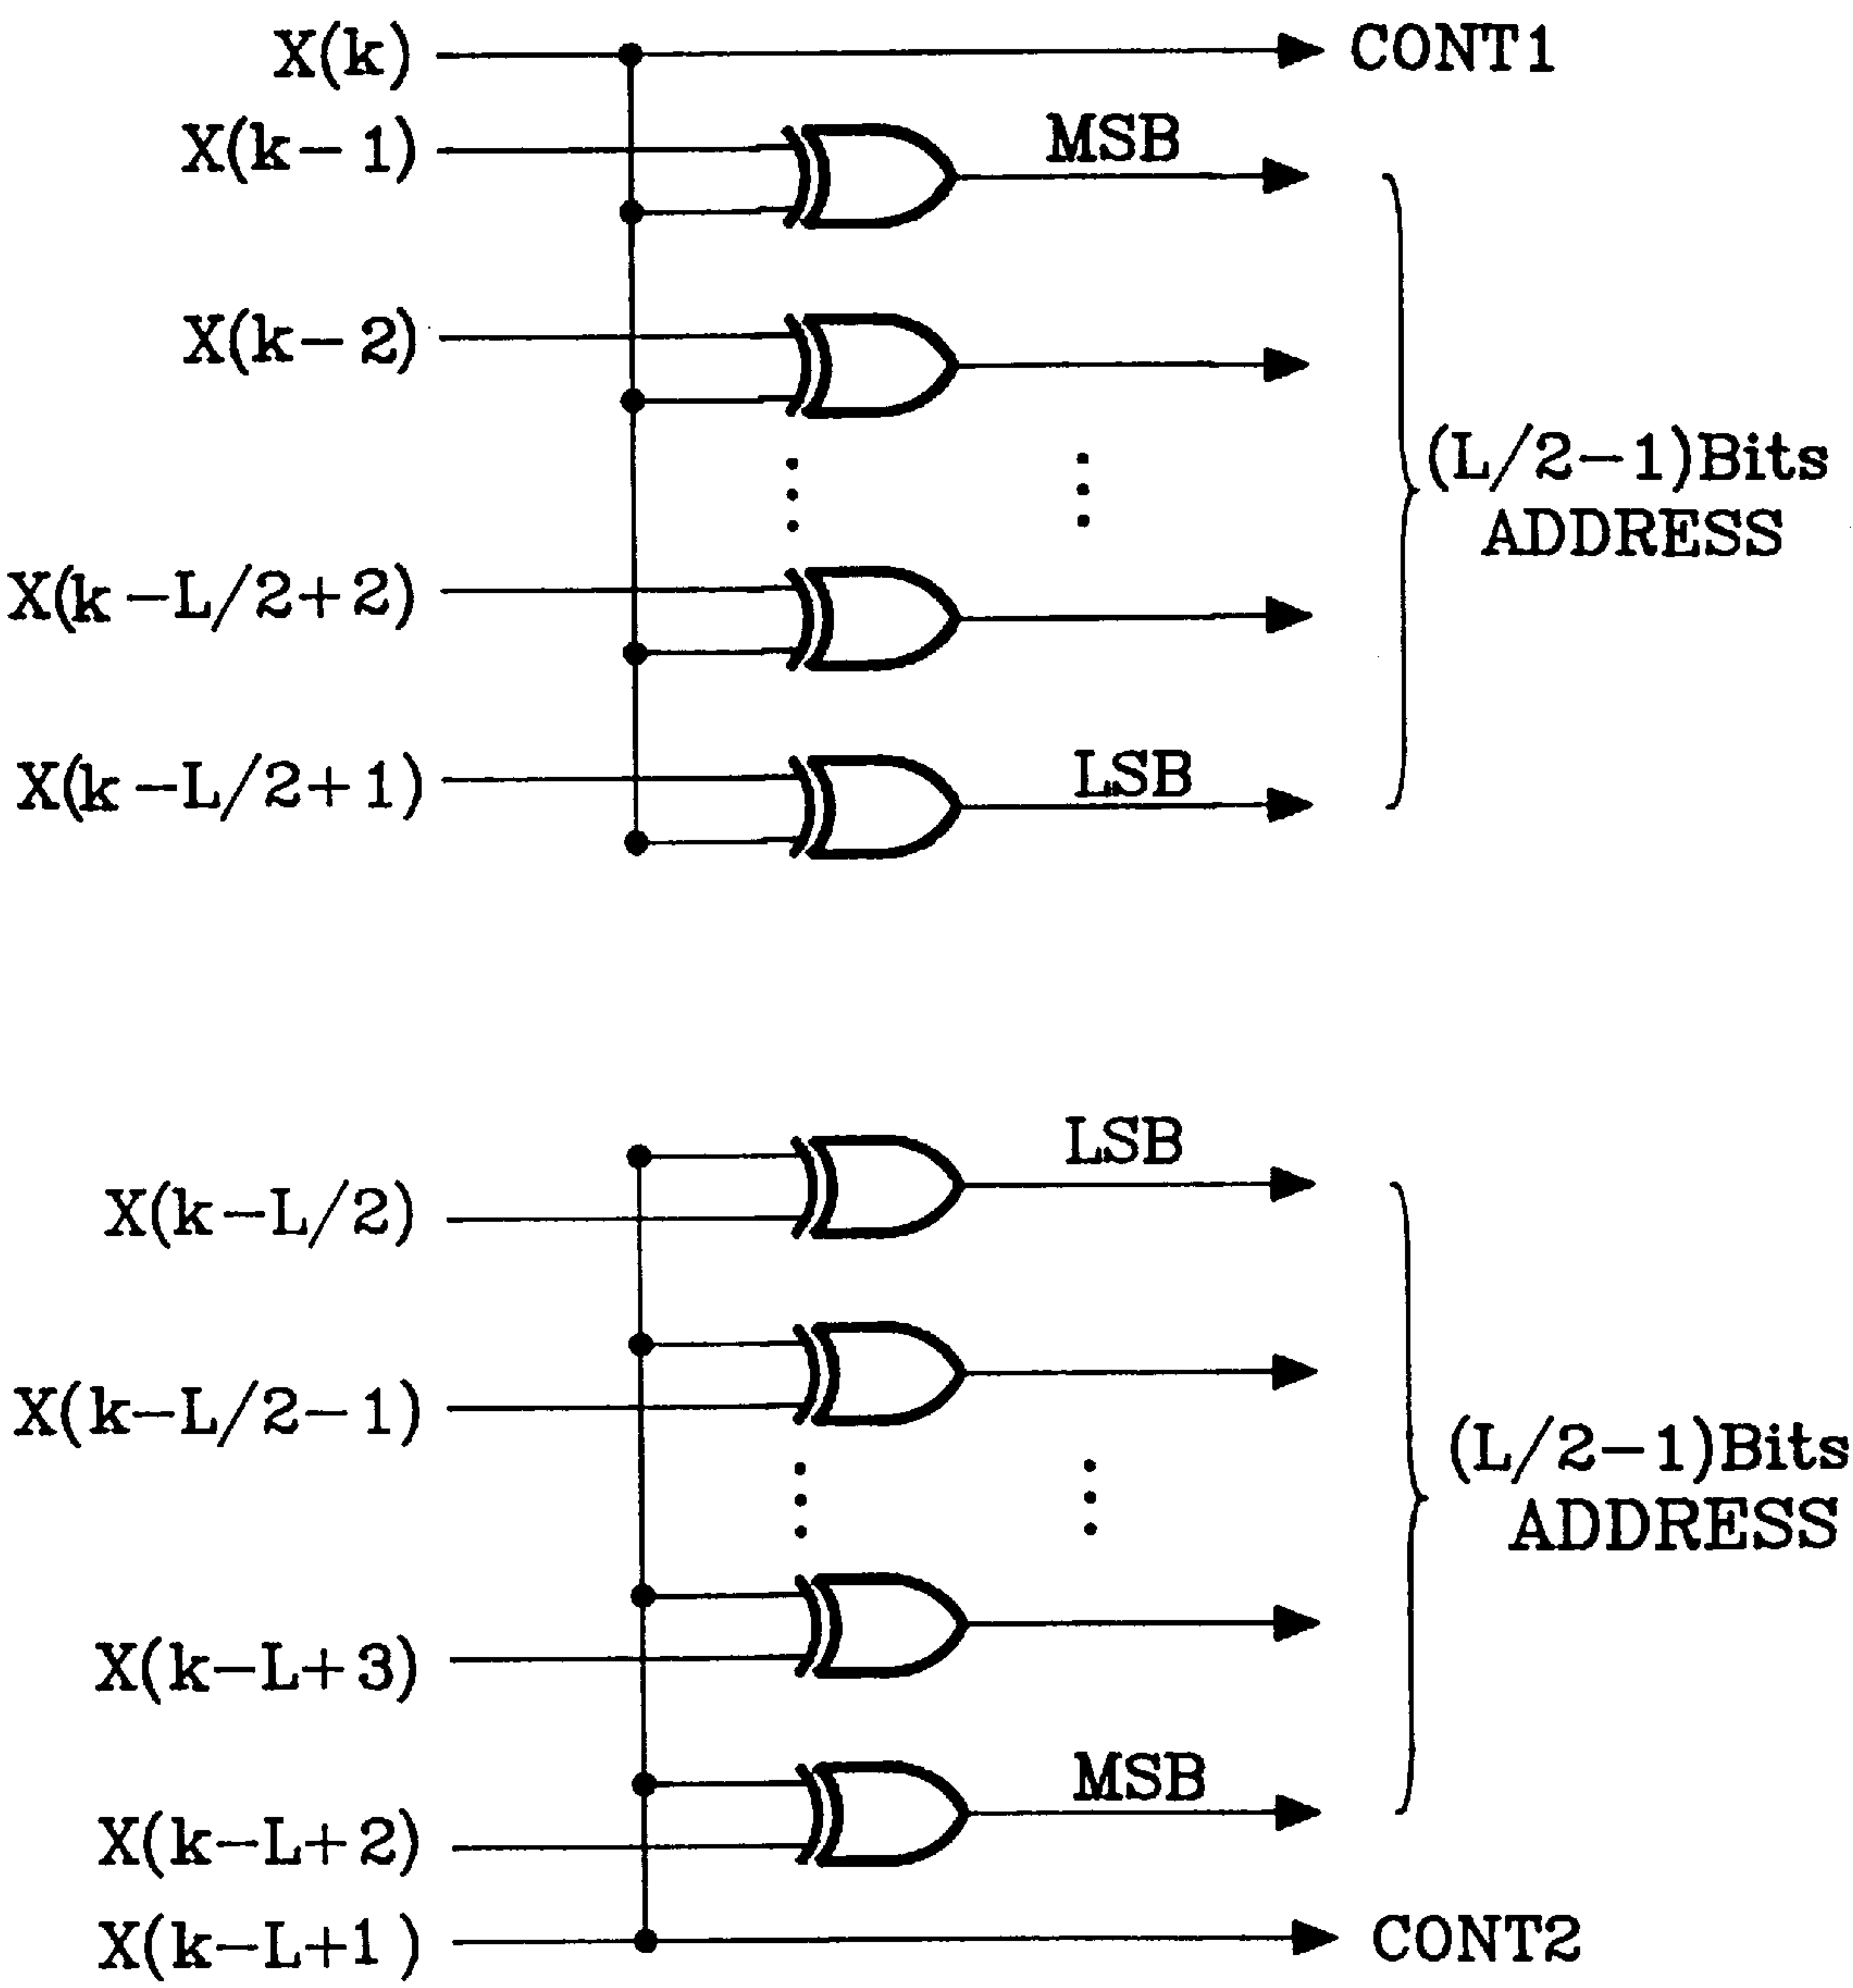 X(k)
CONT1
X(k-1)
MSB
X(k-2)
(L/2-1)Bits
ADDRESS
X(k-L/2+2)
X(k-L/2+1)
LSB
LSB
X(k-L/2)
X(k-L/2-1)
(L/2-1)Bits
ADDRESS
X(k-L+3)
MSB
X(k-L+2)
X(k-L+1)
CONT2